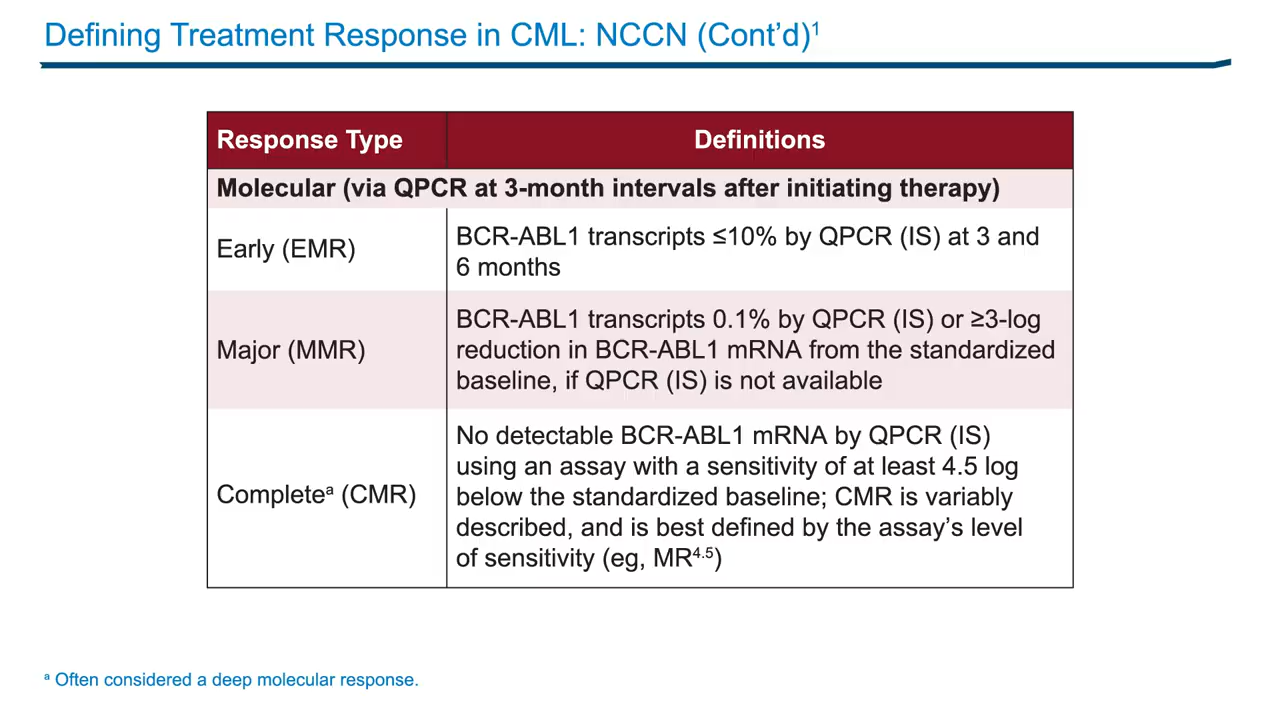 Defining Treatment Response in CML: NCCN (Cont’d)¹
Response Type
Definitions
Molecular (via QPCR at 3-month intervals after initiating therapy)
Early (EMR)
BCR-ABL1 transcripts ≤10% by QPCR (IS) at 3 and
6 months
Major (MMR)
BCR-ABL1 transcripts 0.1% by QPCR (IS) or ≥3-log
reduction in BCR-ABL1 mRNA from the standardized
baseline, if QPCR (IS) is not available
Completeᵃ (CMR)
No detectable BCR-ABL1 mRNA by QPCR (IS)
using an assay with a sensitivity of at least 4.5 log
below the standardized baseline; CMR is variably
described, and is best defined by the assay’s level
of sensitivity (eg, MR⁴·⁵)
ᵃ Often considered a deep molecular response.